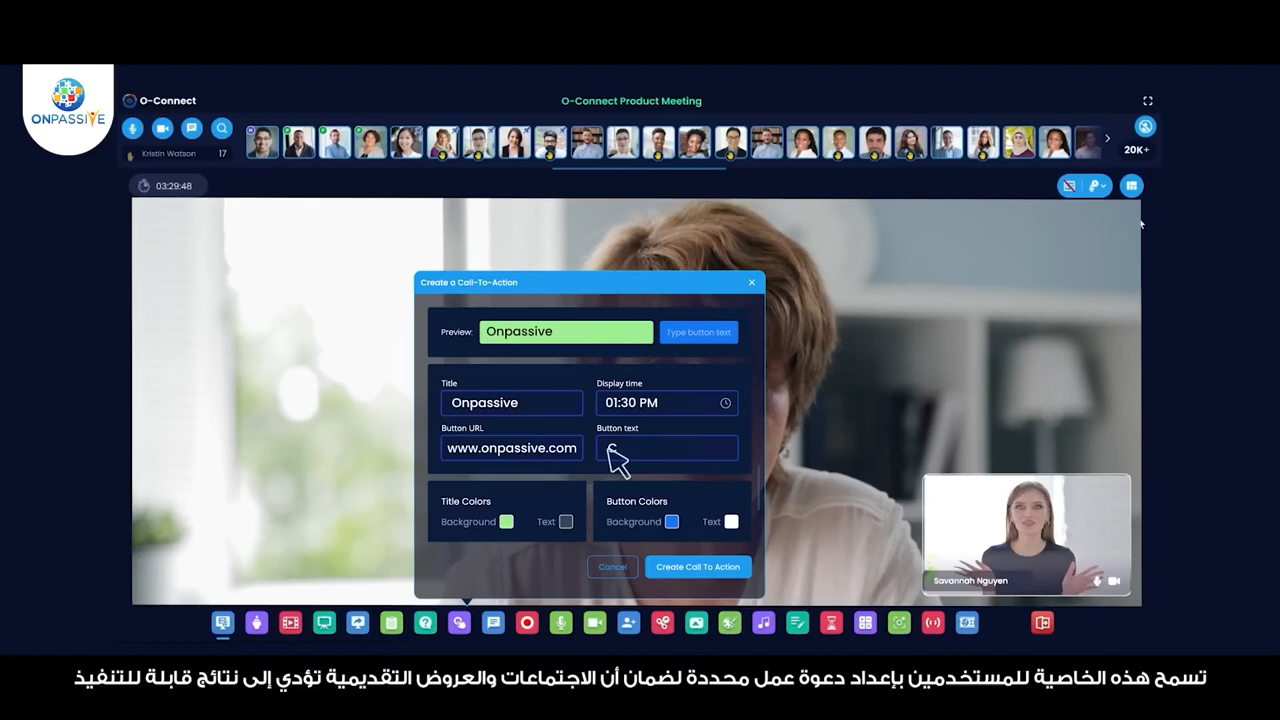 ONPASSIVE
O-Connect
O-Connect Product Meeting
Kristin Watson 17
20K+
03:29:48
Create a Call-To-Action
Preview: Onpassive Type button text
Title Display time
Onpassive 01:30 PM
Button URL Button text
www.onpassive.com
Title Colors Button Colors
Background Text Background Text
Cancel Create Call To Action
Savannah Nguyen
تسمح هذه الخاصية للمستخدمين بإعداد دعوة عمل محددة لضمان أن الاجتماعات والعروض التقديمية تؤدي إلى نتائج قابلة للتنفيذ